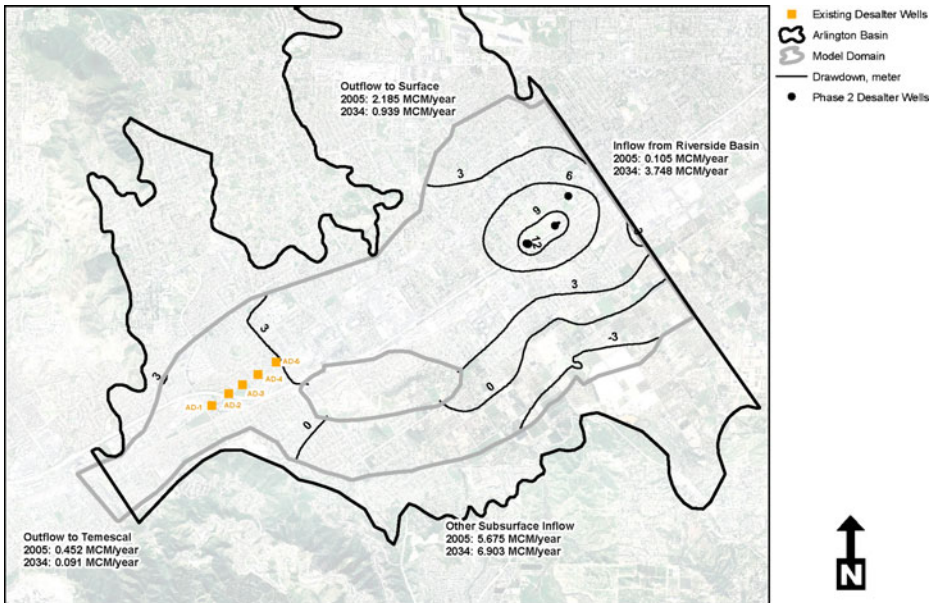 Existing Desalter Wells
Arlington Basin
Model Domain
Drawdown, meter
Phase 2 Desalter Wells
Outflow to Surface
2005: 2.185 MCM/year
2034: 0.939 MCM/year
Inflow from Riverside Basin
2005: 0.105 MCM/year
2034: 3.748 MCM/year
3
6
9
12
3
3
-3
0
3
3
0
AD-5
AD-4
AD-3
AD-2
AD-1
Outflow to Temescal
2005: 0.452 MCM/year
2034: 0.091 MCM/year
Other Subsurface Inflow
2005: 5.675 MCM/year
2034: 6.903 MCM/year
N